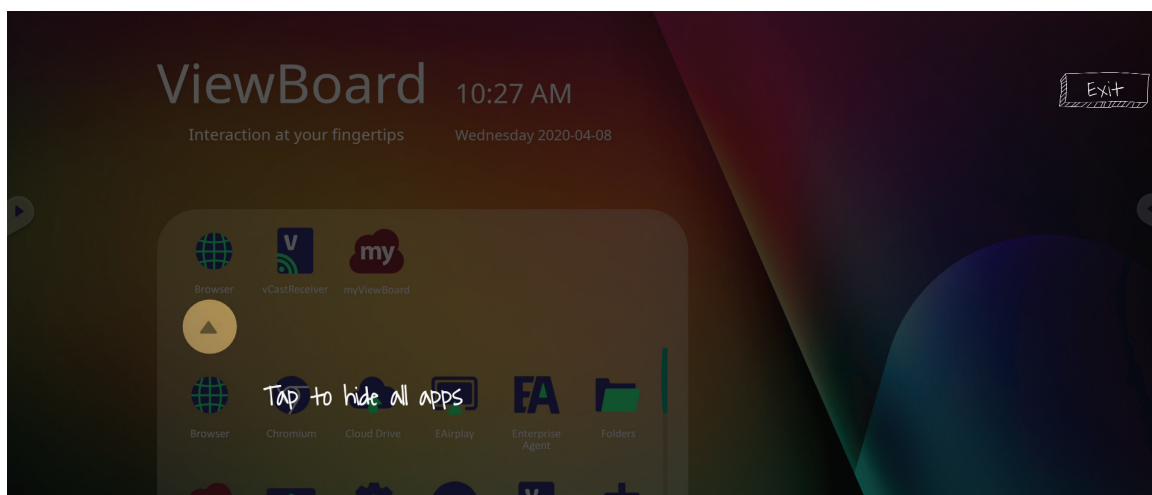 ViewBoard 10:27 AM
Interaction at your fingertips Wednesday 2020-04-08
Exit
V
my
Browser vCastReceiver myViewBoard
Tap to hide all apps
EA
Browser Chromium Cloud Drive EAirplay Enterprise Agent Folders
V